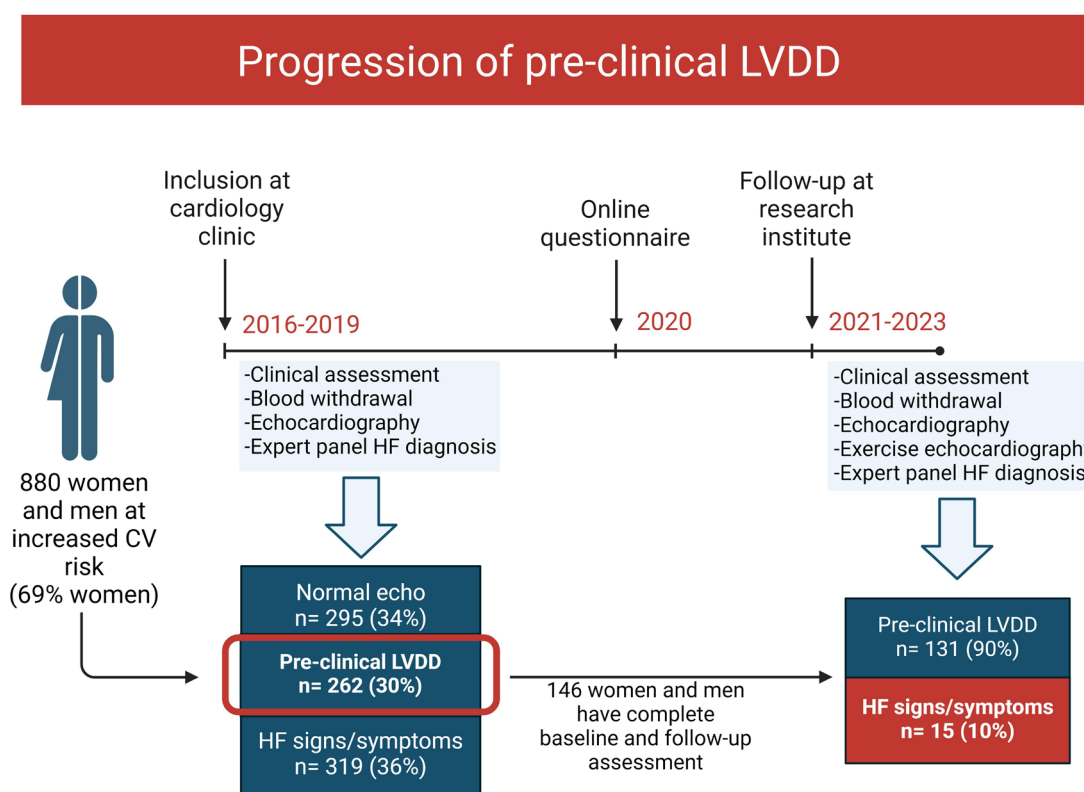 Progression of pre-clinical LVDD
Inclusion at
cardiology
clinic
Online
questionnaire
Follow-up at
research
institute
2016-2019
2020
2021-2023
-Clinical assessment
-Blood withdrawal
-Echocardiography
-Expert panel HF diagnosis
-Clinical assessment
-Blood withdrawal
-Echocardiography
-Exercise echocardiography
-Expert panel HF diagnosis
880 women
and men at
increased CV
risk
(69% women)
Normal echo
n= 295 (34%)
Pre-clinical LVDD
n= 262 (30%)
HF signs/symptoms
n= 319 (36%)
146 women and men
have complete
baseline and follow-up
assessment
Pre-clinical LVDD
n= 131 (90%)
HF signs/symptoms
n= 15 (10%)